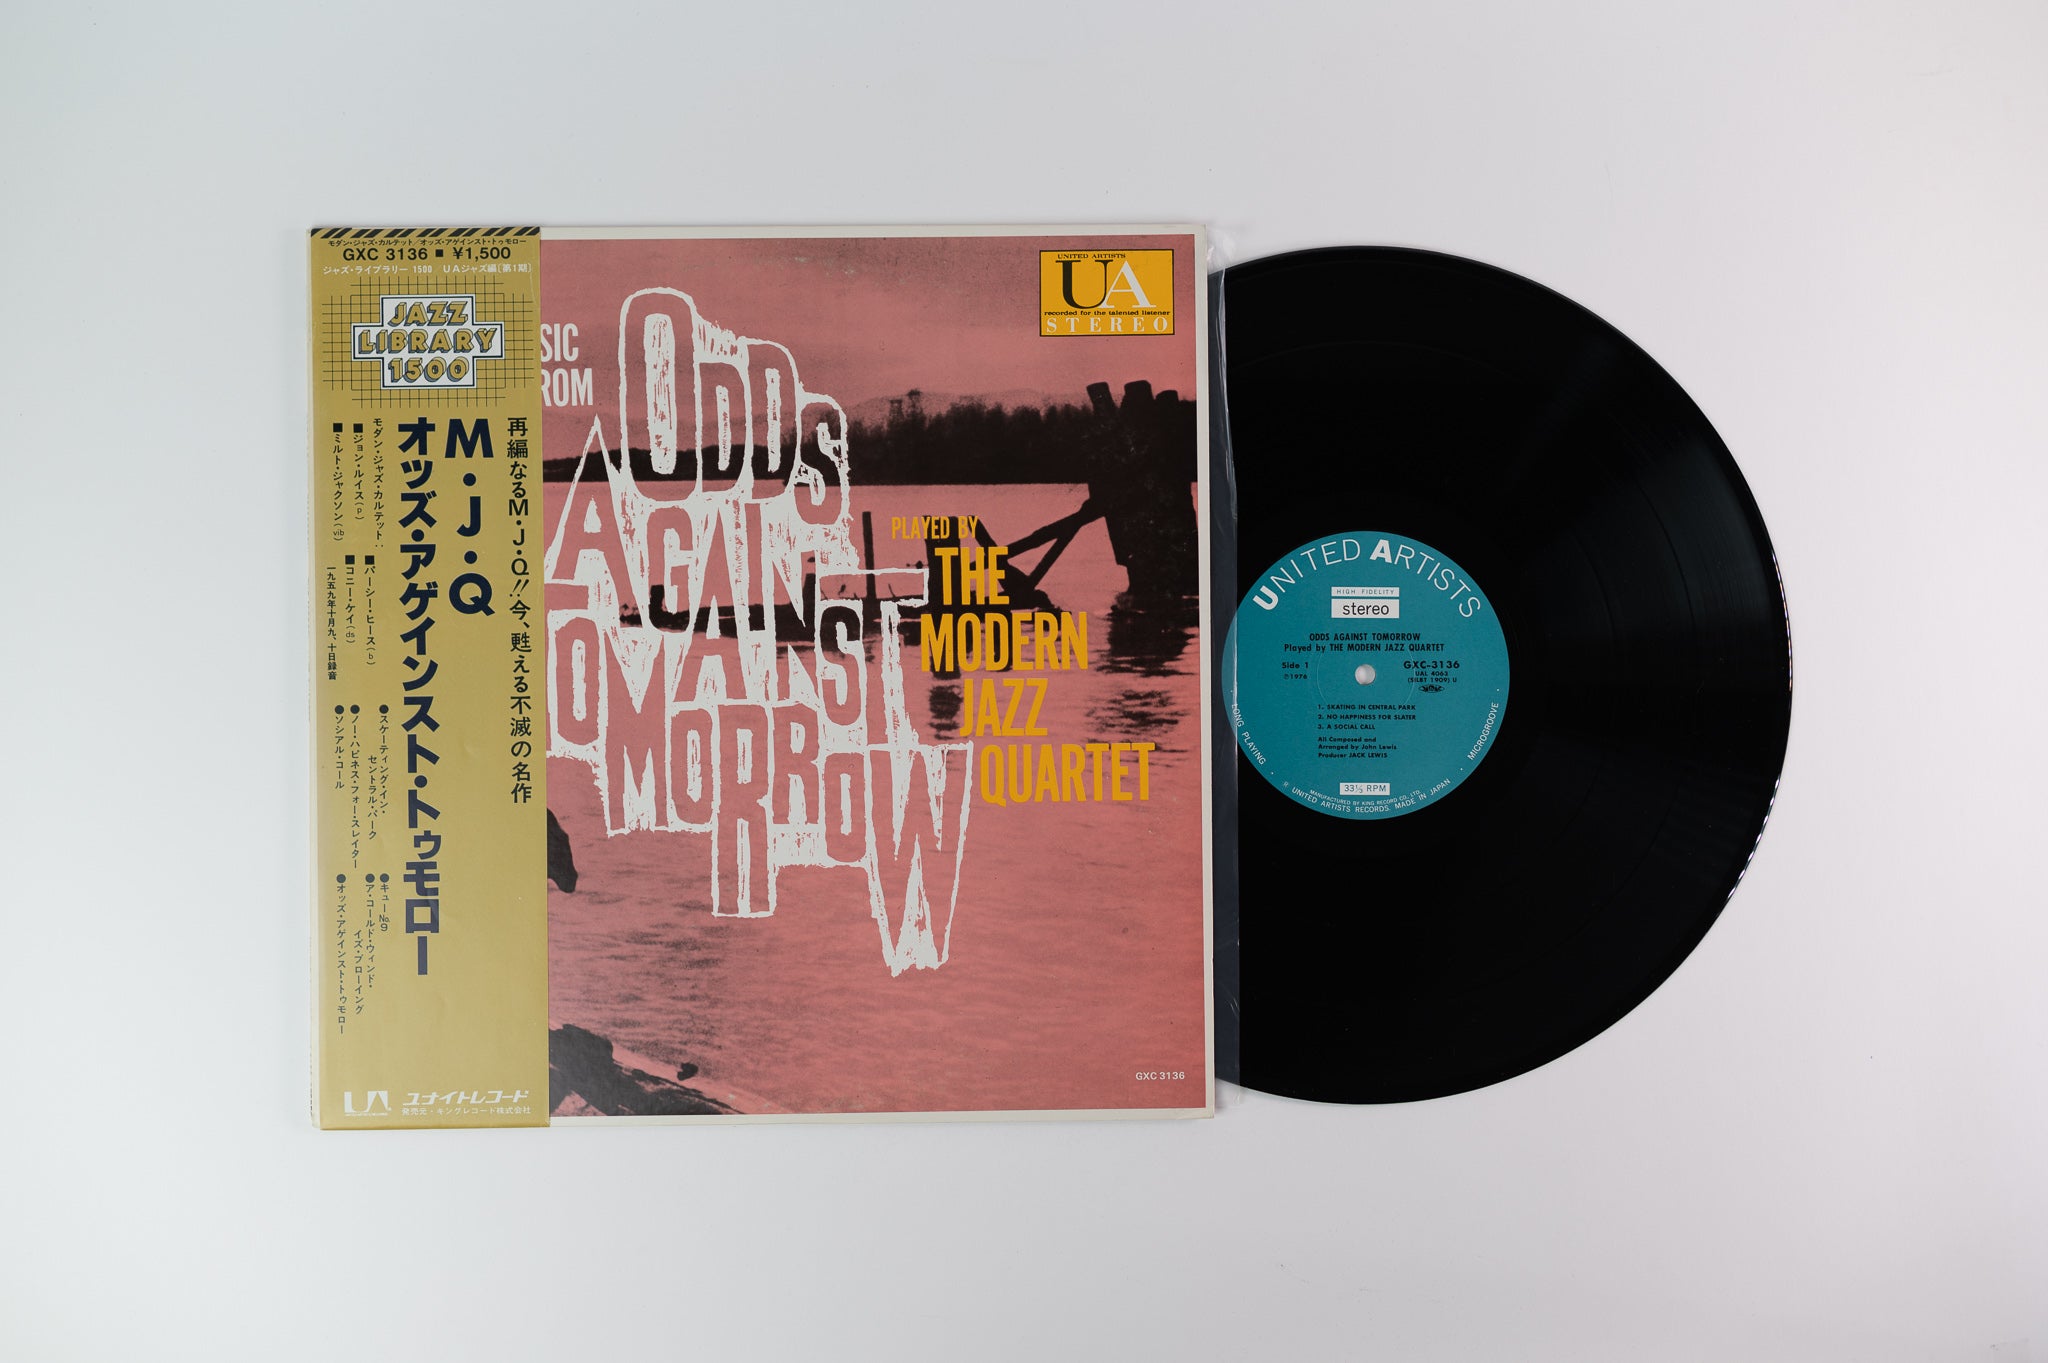 モダン・ジャズ・カルテット／オッズ・アゲインスト・トゥモロー
GXC 3136 ■ ¥1,500
ジャズ・ライブラリー 1500／UAジャズ編〔第1期〕
JAZZ
LIBRARY
1500
再編なるM・J・Q!!今、甦える不滅の名作
M・J・Q
オッズ・アゲインスト・トゥモロー
モダン・ジャズ・カルテット:
■ジョン・ルイス(p)
■ミルト・ジャクソン(vib)
■パーシー・ヒース(b)
■コニー・ケイ(ds)
一九五九年十月九、十日録音
●スケーティング・イン・
セントラル・パーク
●ノー・ハピネス・フォー・スレイター
●ソシアル・コール
●キューNo.9
●ア・コールド・ウィンド・
イズ・ブローイング
●オッズ・アゲインスト・トゥモロー
UA
ユナイトレコード
発売元・キングレコード株式会社
SIC
ROM
ODDS
AGAINST
TOMORROW
PLAYED BY
THE
MODERN
JAZZ
QUARTET
UNITED ARTISTS
UA
recorded for the talented listener
STEREO
GXC 3136
UNITED ARTISTS
HIGH FIDELITY
stereo
ODDS AGAINST TOMORROW
Played by THE MODERN JAZZ QUARTET
Side 1
GXC-3136
℗1976
UAL 4063
(SILBT 1909) U
1. SKATING IN CENTRAL PARK
2. NO HAPPINESS FOR SLATER
3. A SOCIAL CALL
All Composed and
Arranged by John Lewis
Producer JACK LEWIS
33⅓ RPM
LONG PLAYING
MICROGROOVE
MANUFACTURED BY KING RECORD CO., LTD.
UNITED ARTISTS RECORDS, MADE IN JAPAN